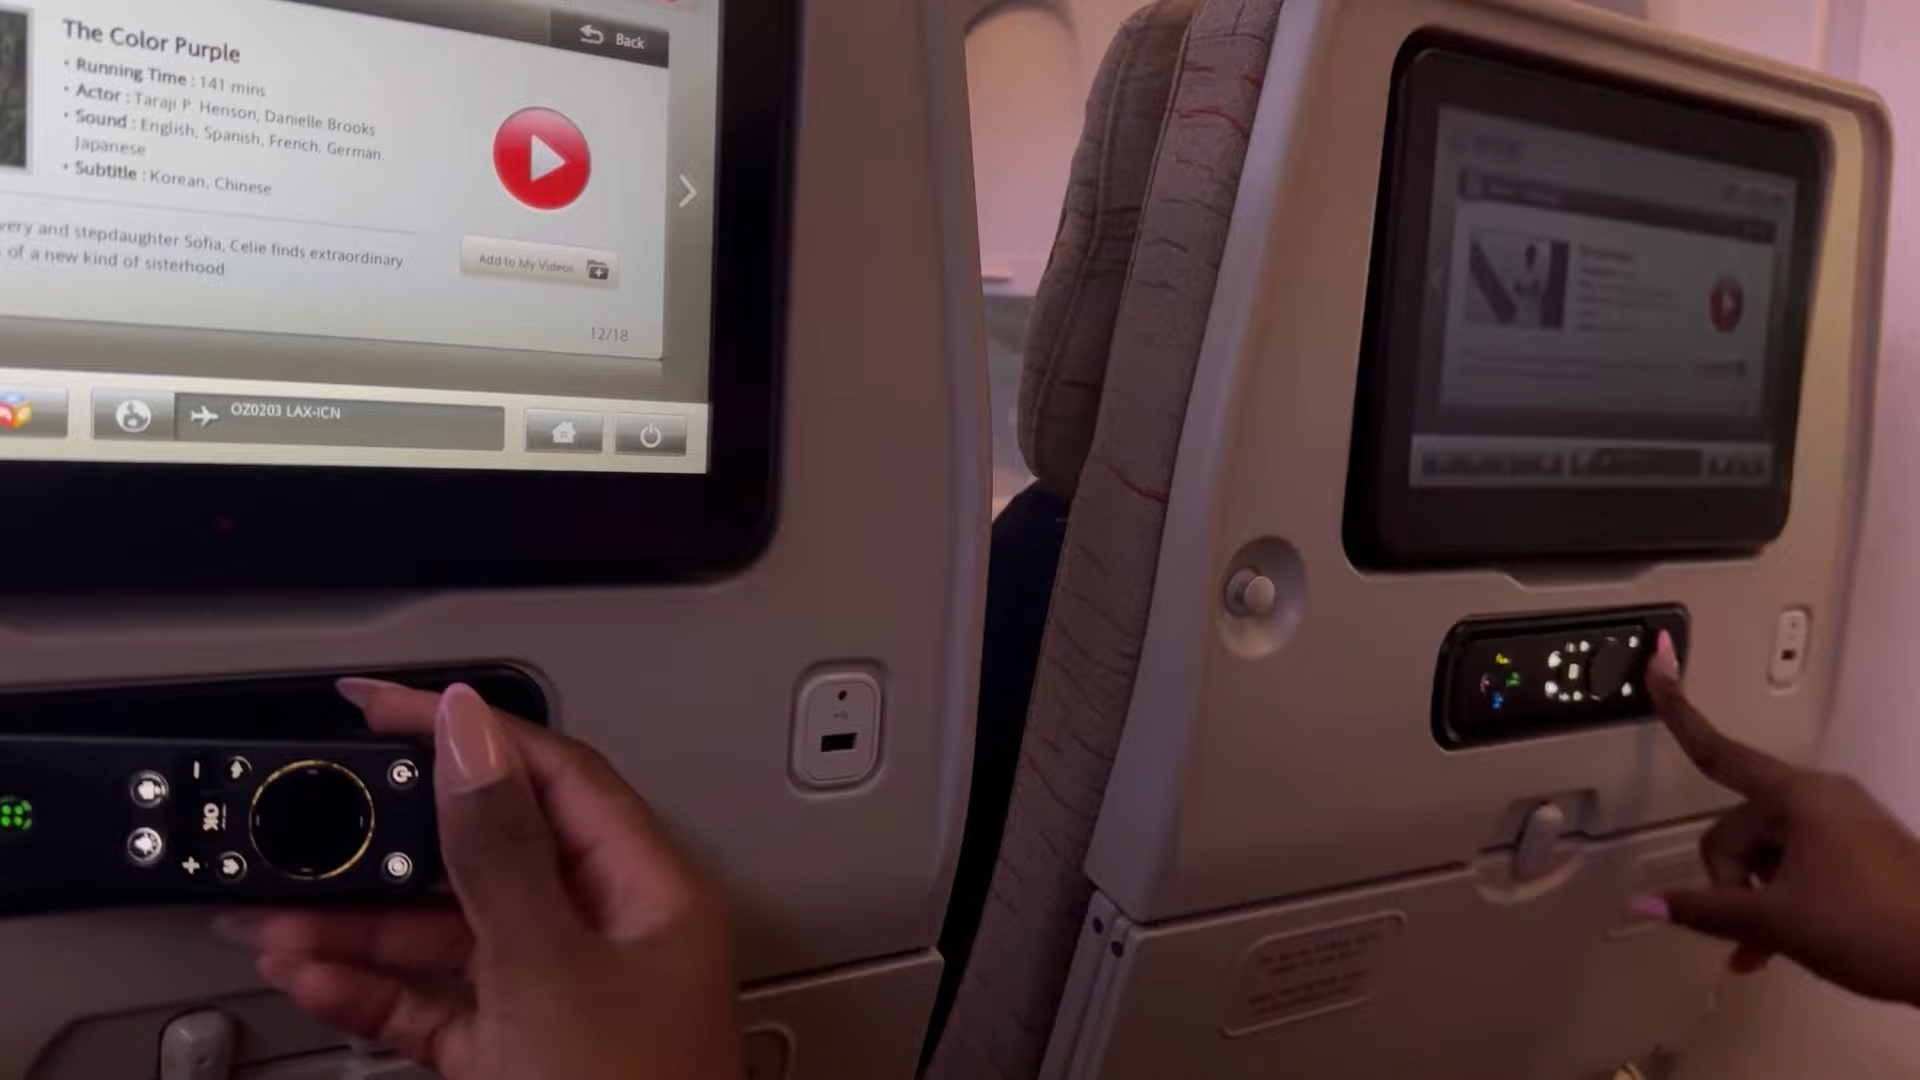 The Color Purple
Back
• Running Time : 141 mins
• Actor : Taraji P. Henson, Danielle Brooks
• Sound : English, Spanish, French, German,
Japanese
• Subtitle : Korean, Chinese
very and stepdaughter Sofia, Celie finds extraordinary
of a new kind of sisterhood
Add to My Videos
12/18
OZ0203 LAX-ICN
OK